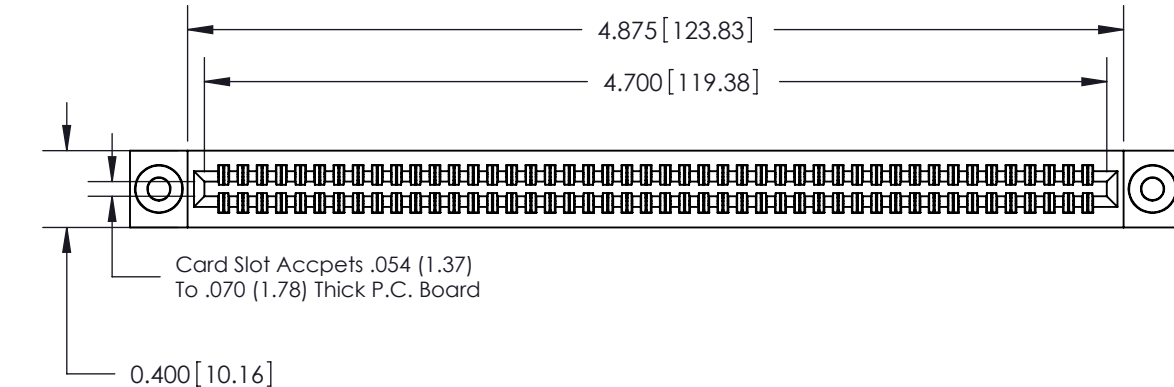 4.875[123.83]
4.700[119.38]
Card Slot Accpets .054 (1.37)
To .070 (1.78) Thick P.C. Board
0.400[10.16]